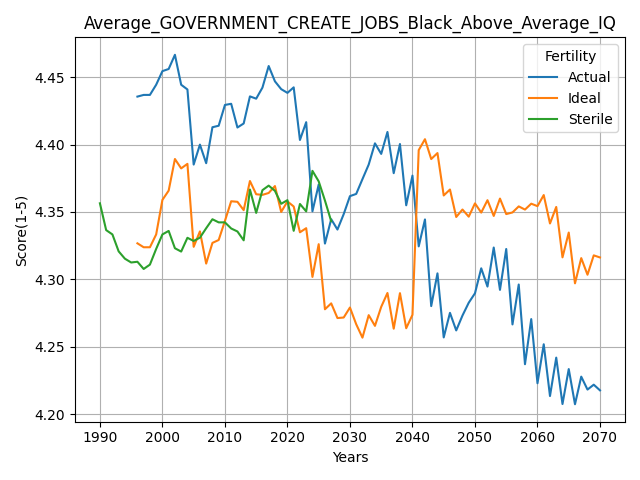 Average_GOVERNMENT_CREATE_JOBS_Black_Above_Average_IQ
Fertility
Actual
Ideal
Sterile
Score(1-5)
4.45
4.40
4.35
4.30
4.25
4.20
1990 2000 2010 2020 2030 2040 2050 2060 2070
Years